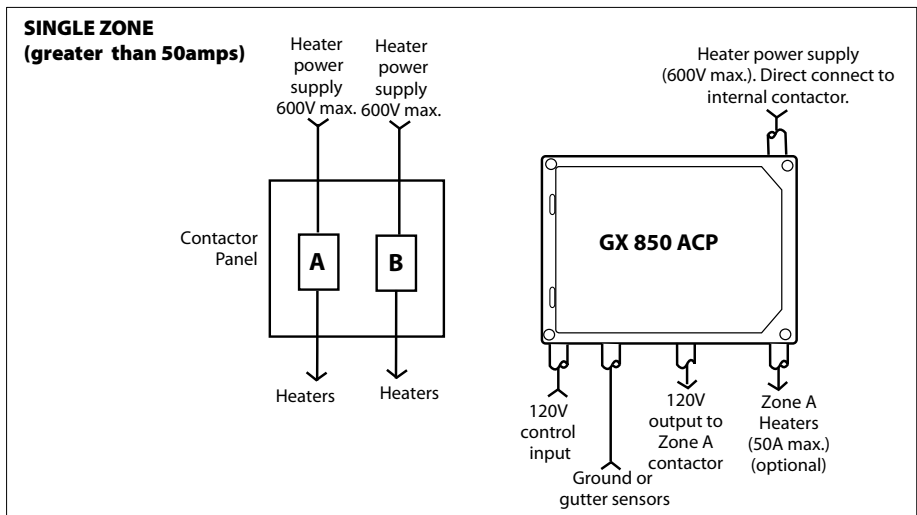 SINGLE ZONE
(greater than 50amps)
Heater
power
supply
600V max.
Heater
power
supply
600V max.
Contactor
Panel
A
B
Heaters
Heaters
Heater power supply
(600V max.). Direct connect to
internal contactor.
GX 850 ACP
120V
control
input
Ground or
gutter sensors
120V
output to
Zone A
contactor
Zone A
Heaters
(50A max.)
(optional)